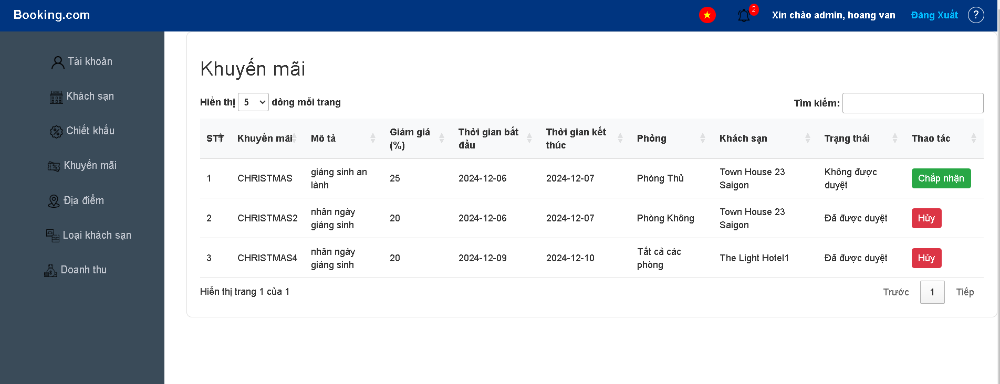 Booking.com
2
Xin chào admin, hoang van
Đăng Xuất
?
Tài khoản
Khách sạn
Chiết khấu
Khuyến mãi
Địa điểm
Loại khách sạn
Doanh thu
Khuyến mãi
Hiển thị 5 dòng mỗi trang
Tìm kiếm:
STT Khuyến mãi Mô tả Giảm giá (%) Thời gian bắt đầu Thời gian kết thúc Phòng Khách sạn Trạng thái Thao tác
1 CHRISTMAS giáng sinh an lành 25 2024-12-06 2024-12-07 Phòng Thủ Town House 23 Saigon Không được duyệt Chấp nhận
2 CHRISTMAS2 nhân ngày giáng sinh 20 2024-12-06 2024-12-07 Phòng Không Town House 23 Saigon Đã được duyệt Hủy
3 CHRISTMAS4 nhân ngày giáng sinh 20 2024-12-09 2024-12-10 Tất cả các phòng The Light Hotel1 Đã được duyệt Hủy
Hiển thị trang 1 của 1
Trước 1 Tiếp